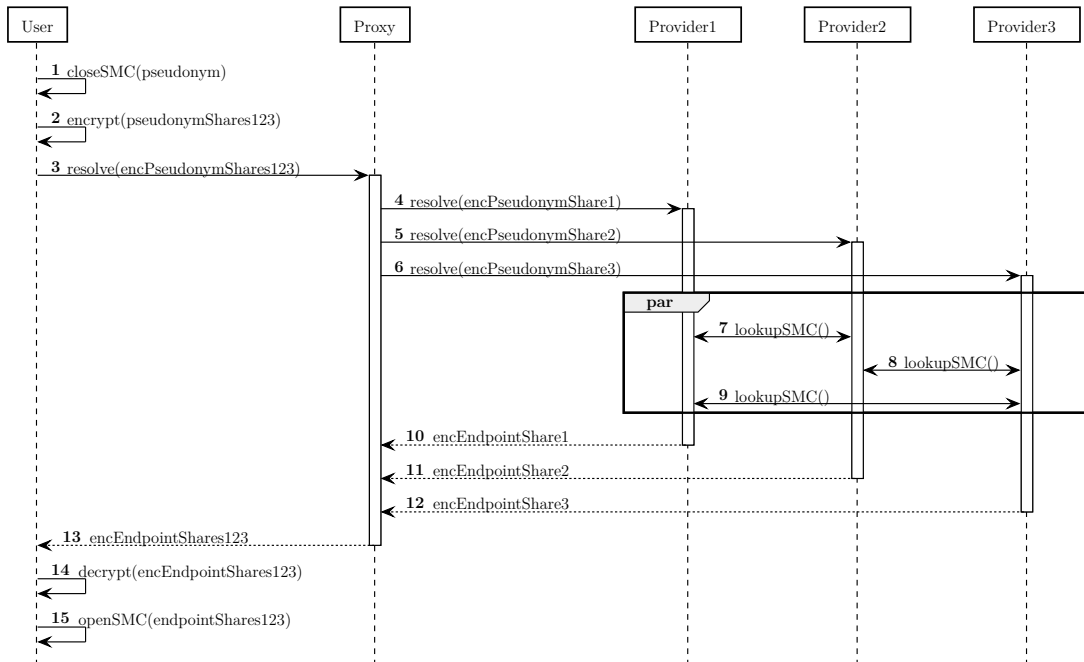 User Proxy Provider1 Provider2 Provider3
1 closeSMC(pseudonym)
2 encrypt(pseudonymShares123)
3 resolve(encPseudonymShares123)
4 resolve(encPseudonymShare1)
5 resolve(encPseudonymShare2)
6 resolve(encPseudonymShare3)
par
7 lookupSMC()
8 lookupSMC()
9 lookupSMC()
10 encEndpointShare1
11 encEndpointShare2
12 encEndpointShare3
13 encEndpointShares123
14 decrypt(encEndpointShares123)
15 openSMC(endpointShares123)